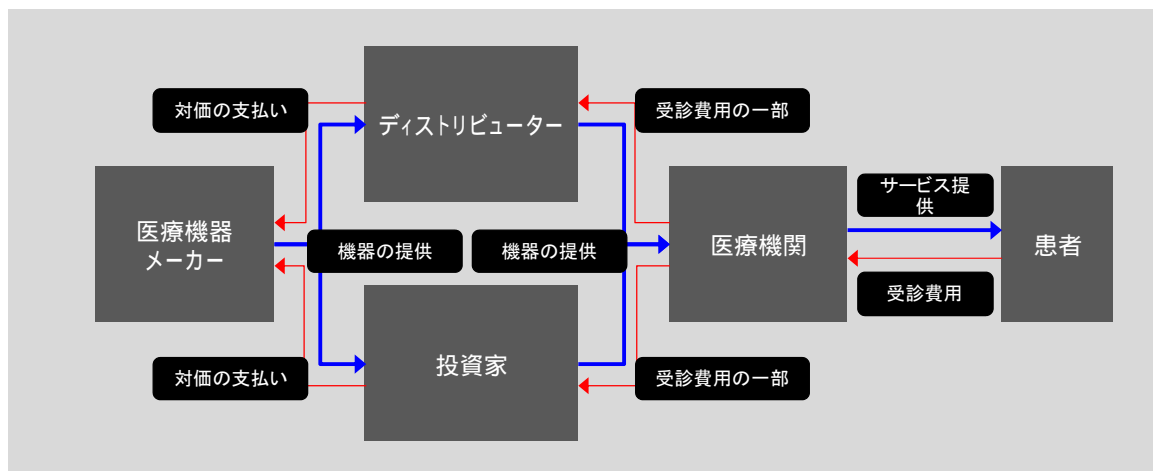 対価の支払い
ディストリビューター
受診費用の一部
医療機器
メーカー
機器の提供
機器の提供
医療機関
サービス提
供
患者
受診費用
対価の支払い
投資家
受診費用の一部